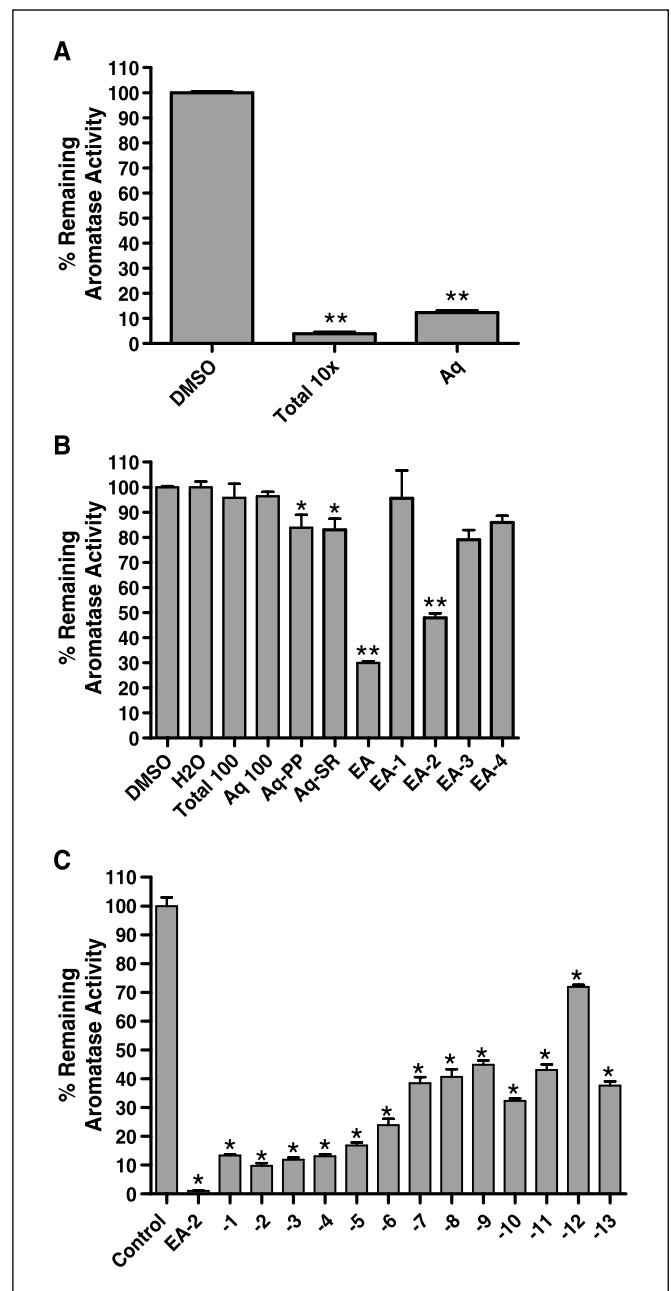 A
% Remaining
Aromatase Activity
110
100
90
80
70
60
50
40
30
20
10
0
**
**
DMSO
Total 10x
Aq
B
% Remaining
Aromatase Activity
110
100
90
80
70
60
50
40
30
20
10
0
*
*
**
**
DMSO
H2O
Total 100
Aq 100
Aq-PP
Aq-SR
EA
EA-1
EA-2
EA-3
EA-4
C
% Remaining
Aromatase Activity
110
100
90
80
70
60
50
40
30
20
10
0
*
*
*
*
*
*
*
*
*
*
*
*
*
*
Control
EA-2
-1
-2
-3
-4
-5
-6
-7
-8
-9
-10
-11
-12
-13